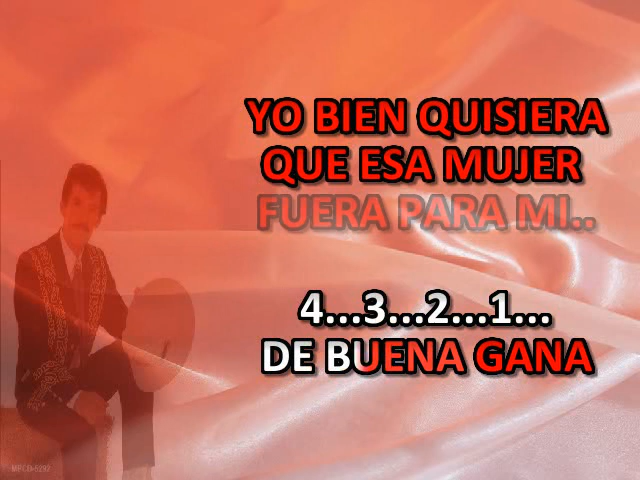 YO BIEN QUISIERA
QUE ESA MUJER
FUERA PARA MI..
4...3...2...1...
DE BUENA GANA